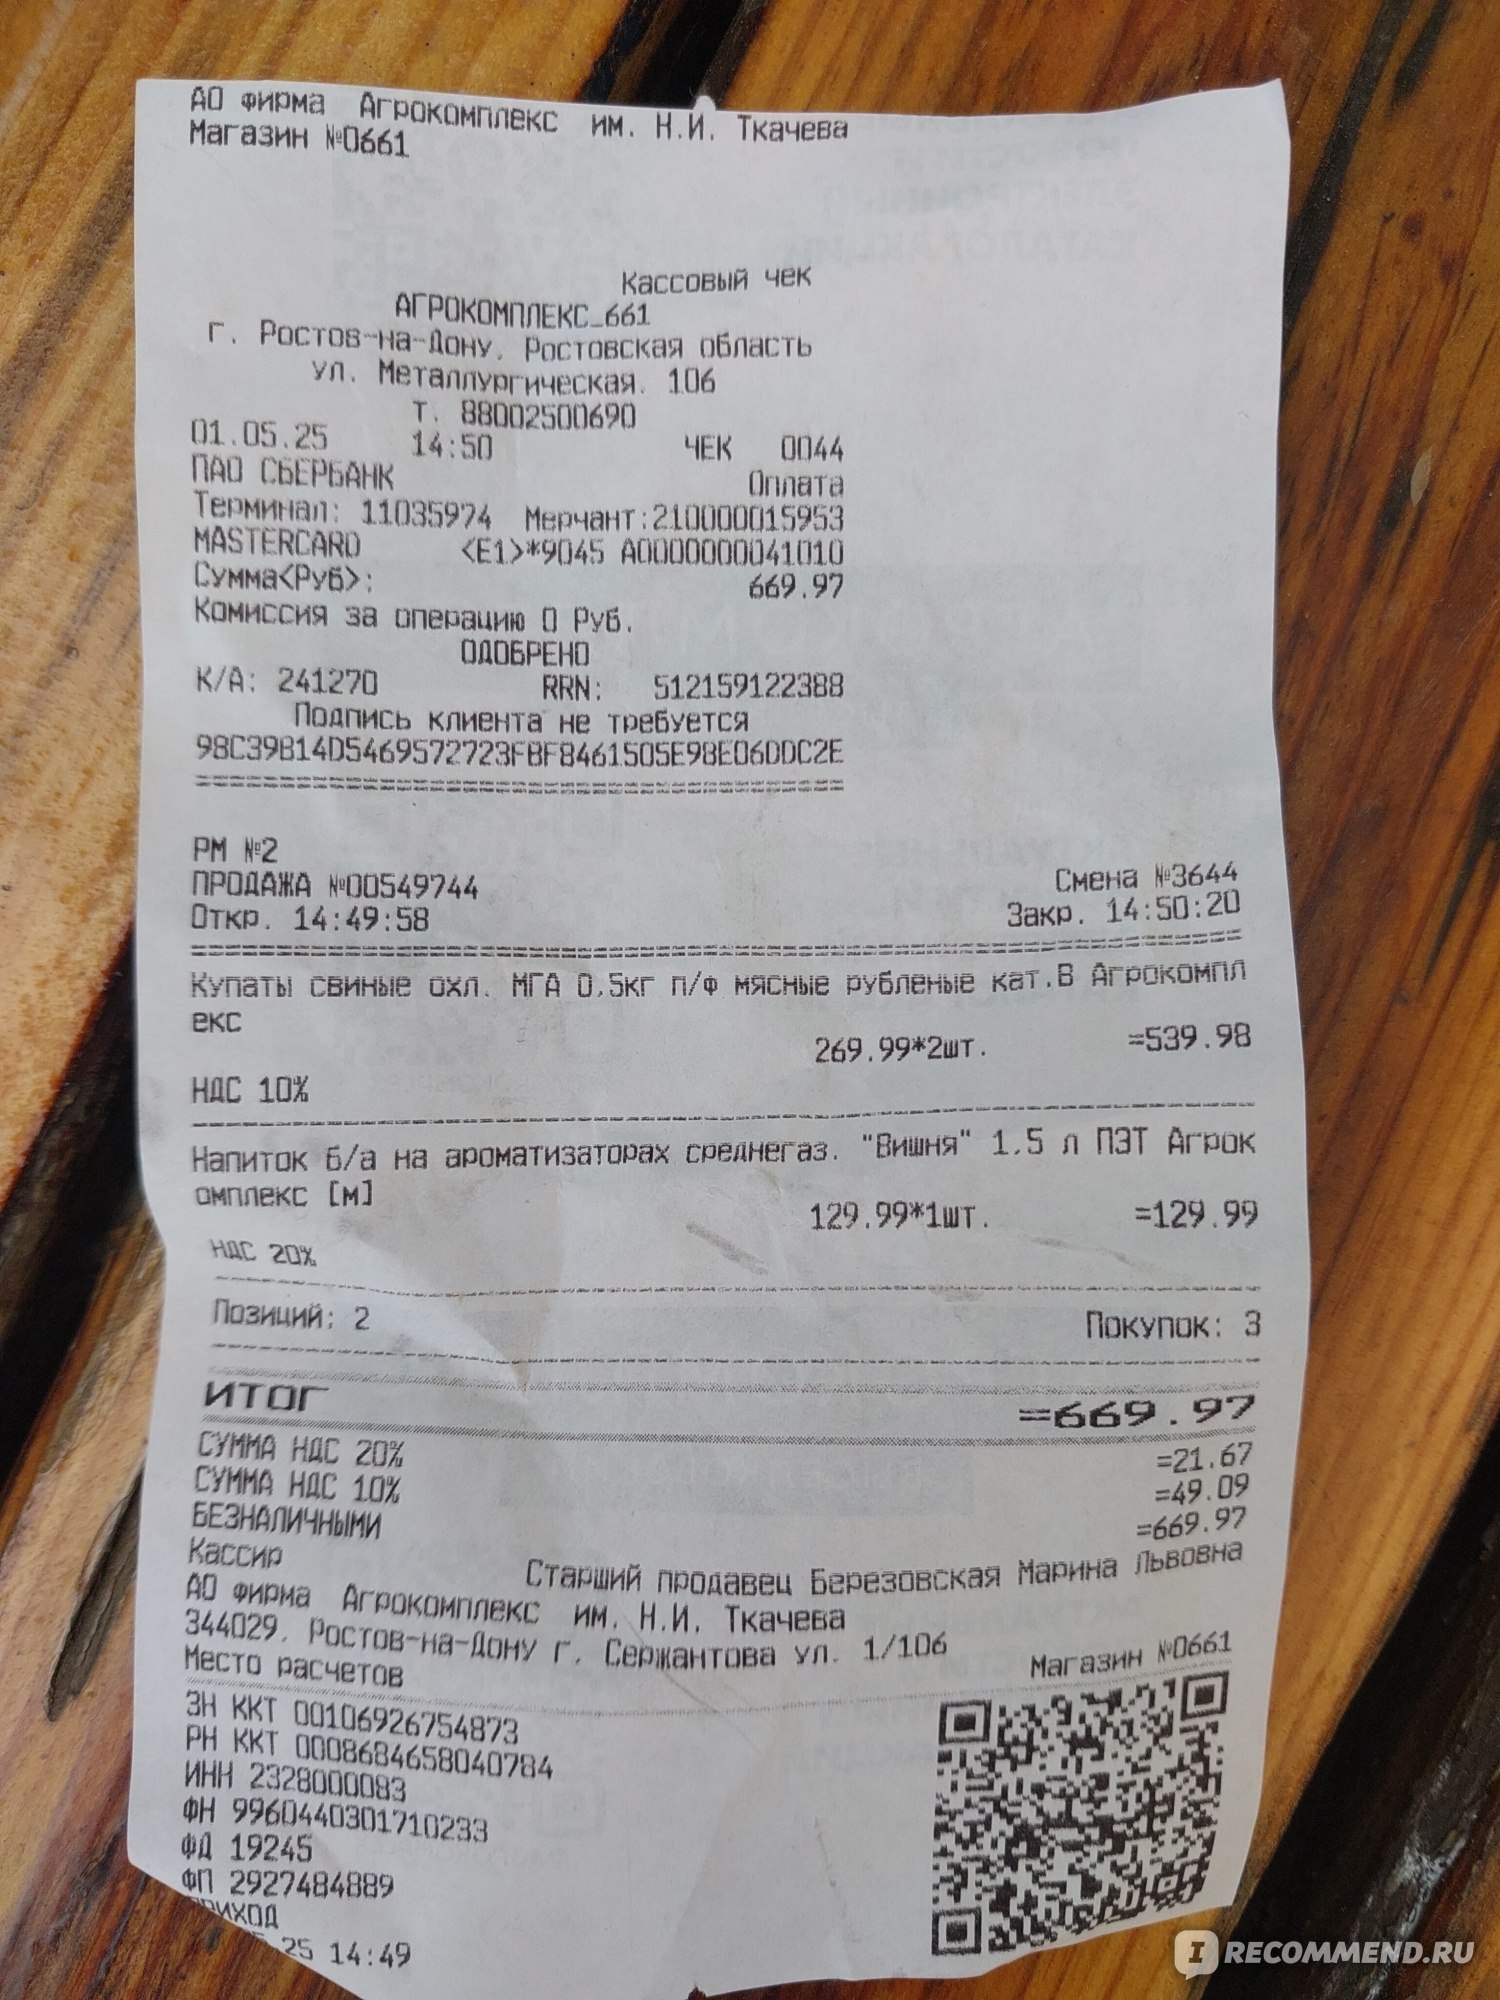 АО фирма Агрокомплекс им. Н.И. Ткачева
Магазин №0661
Кассовый чек
АГРОКОМПЛЕКС_661
г. Ростов-на-Дону, Ростовская область
ул. Металлургическая. 106
т. 88002500690
01.05.25 14:50 ЧЕК 0044
ПАО СБЕРБАНК Оплата
Терминал: 11035974 Мерчант:210000015953
MASTERCARD <E1>*9045 A0000000041010
Сумма<Руб>: 669.97
Комиссия за операцию 0 Руб.
ОДОБРЕНО
К/А: 241270 RRN: 512159122388
Подпись клиента не требуется
98C39B14D5469572723FBF8461505E98E06DDC2E
РМ №2
ПРОДАЖА №00549744 Смена №3644
Откр. 14:49:58 Закр. 14:50:20
Купаты свиные охл. МГА 0,5кг п/ф мясные рубленые кат.В Агрокомпл
екс
269.99*2шт. =539.98
НДС 10%
Напиток б/а на ароматизаторах среднегаз. "Вишня" 1,5 л ПЭТ Агрок
омплекс [м]
129.99*1шт. =129.99
НДС 20%
Позиций: 2 Покупок: 3
ИТОГ =669.97
СУММА НДС 20% =21.67
СУММА НДС 10% =49.09
БЕЗНАЛИЧНЫМИ =669.97
Кассир Старший продавец Березовская Марина Львовна
АО фирма Агрокомплекс им. Н.И. Ткачева
344029, Ростов-на-Дону г, Сержантова ул, 1/106
Место расчетов Магазин №0661
ЗН ККТ 00106926754873
РН ККТ 0008684658040784
ИНН 2328000083
ФН 9960440301710233
ФД 19245
ФП 2927484889
ПРИХОД
25 14:49
IRECOMMEND.RU